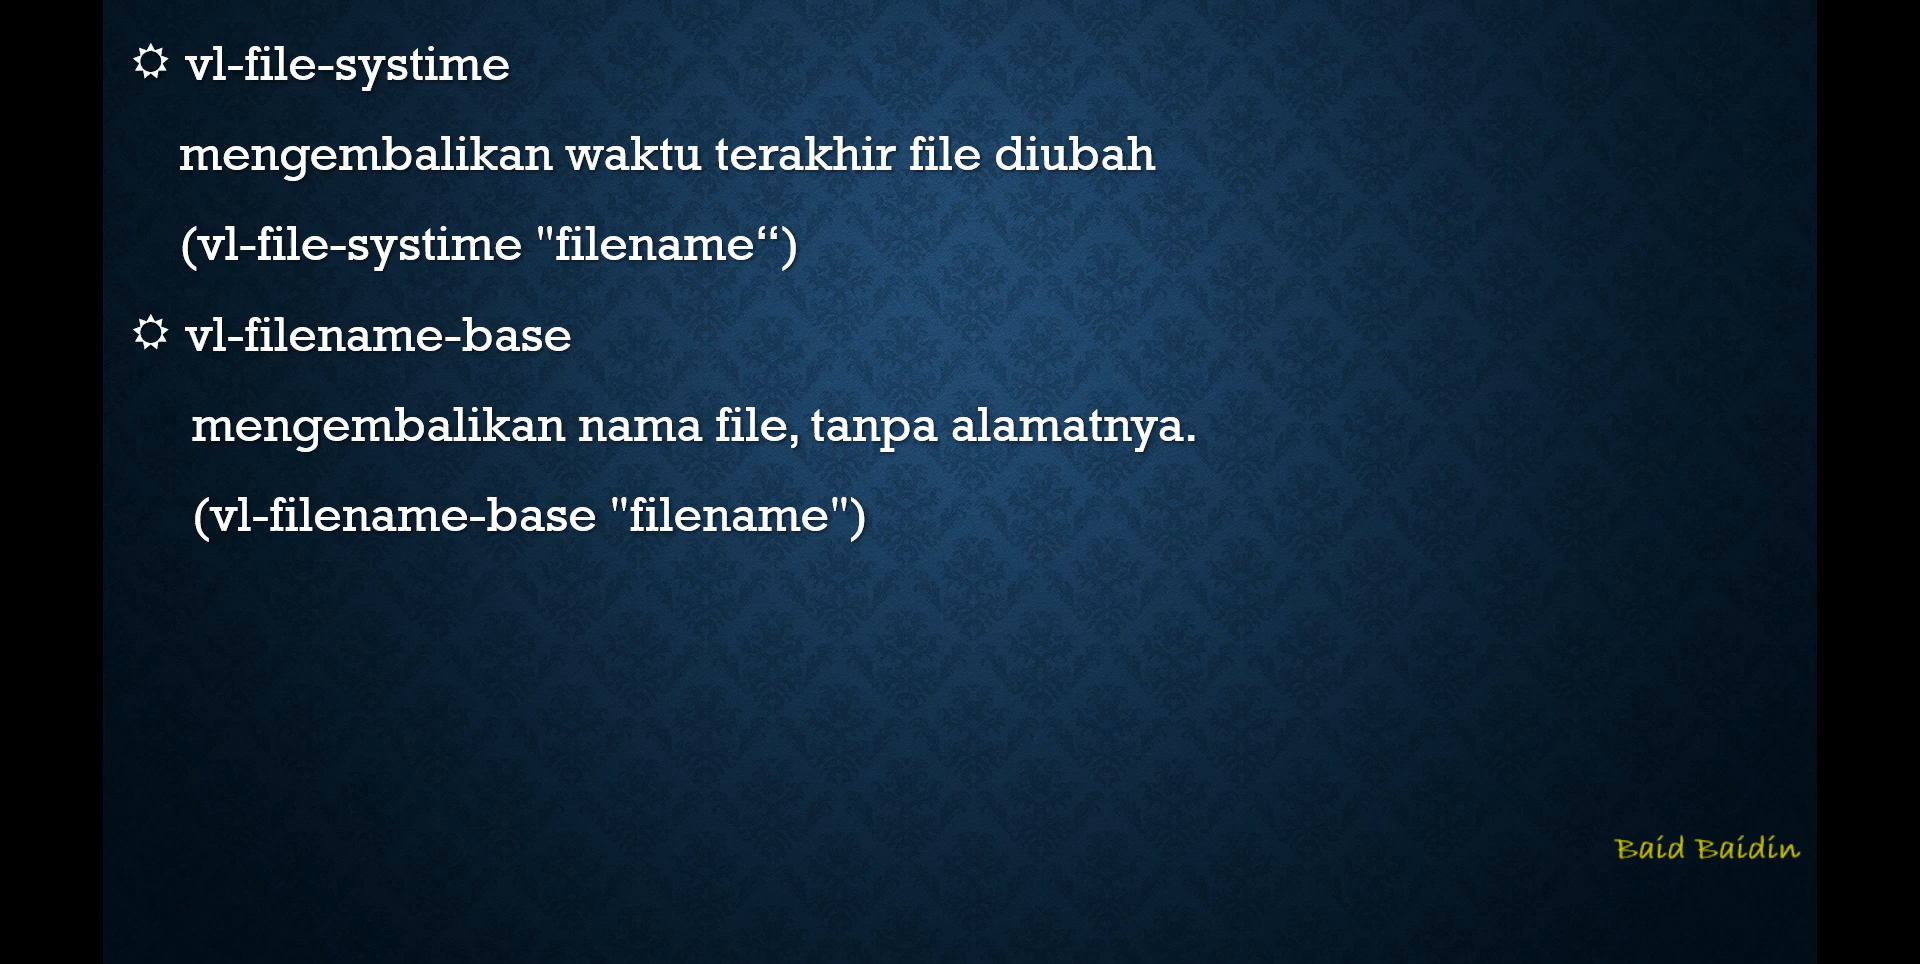 vl-file-systime
mengembalikan waktu terakhir file diubah
(vl-file-systime "filename“)
vl-filename-base
mengembalikan nama file, tanpa alamatnya.
(vl-filename-base "filename")
Baid Baidin